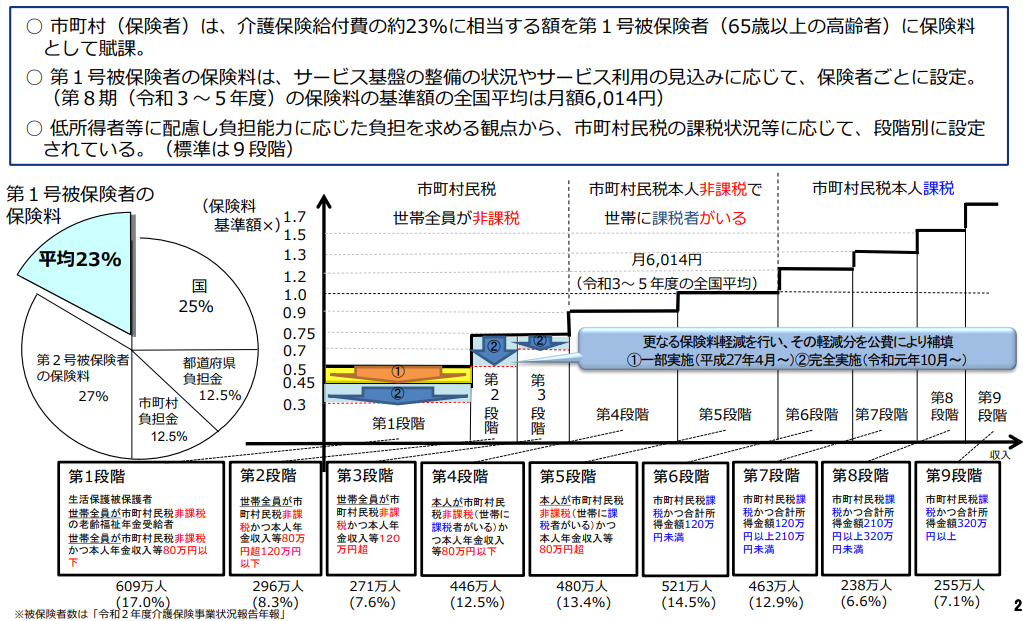 ○ 市町村（保険者）は、介護保険給付費の約23%に相当する額を第１号被保険者（65歳以上の高齢者）に保険料
として賦課。
○ 第１号被保険者の保険料は、サービス基盤の整備の状況やサービス利用の見込みに応じて、保険者ごとに設定。
（第８期（令和３～５年度）の保険料の基準額の全国平均は月額6,014円）
○ 低所得者等に配慮し負担能力に応じた負担を求める観点から、市町村民税の課税状況等に応じて、段階別に設定
されている。（標準は９段階）
第１号被保険者の
保険料
平均23%
国
25%
都道府県
負担金
12.5%
市町村
負担金
12.5%
第２号被保険者
の保険料
27%
（保険料
基準額×）
1.7
1.5
1.3
1.2
1.0
0.9
0.75
0.7
0.5
0.45
0.3
市町村民税
世帯全員が非課税
市町村民税本人非課税で
世帯に課税者がいる
市町村民税本人課税
月6,014円
（令和3～５年度の全国平均）
更なる保険料軽減を行い、その軽減分を公費により補填
①一部実施（平成27年4月～）②完全実施（令和元年10月～）
①
②
②
②
第1段階
第
2
段
階
第
3
段
階
第4段階
第5段階
第6段階
第7段階
第8
段階
第9
段階
収入
第1段階
生活保護被保護者
世帯全員が市町村民税非課税
の老齢福祉年金受給者
世帯全員が市町村民税非課税
かつ本人年金収入等80万円以
下
609万人
(17.0%)
第2段階
世帯全員が市
町村民税非課
税かつ本人年
金収入等80万
円超120万円
以下
296万人
(8.3%)
第3段階
世帯全員が市
町村民税非課
税かつ本人年
金収入等120
万円超
271万人
(7.6%)
第4段階
本人が市町村民
税非課税（世帯に
課税者がいる）か
つ本人年金収入
等80万円以下
446万人
(12.5%)
第5段階
本人が市町村民税
非課税（世帯に課
税者がいる）かつ
本人年金収入等
80万円超
480万人
(13.4%)
第6段階
市町村民税課
税かつ合計所
得金額120万
円未満
521万人
(14.5%)
第7段階
市町村民税課
税かつ合計所
得金額120万
円以上210万
円未満
463万人
(12.9%)
第8段階
市町村民税課
税かつ合計所
得金額210万
円以上320万
円未満
238万人
(6.6%)
第9段階
市町村民税課
税かつ合計所
得金額320万
円以上
255万人
(7.1%)
※被保険者数は「令和２年度介護保険事業状況報告年報」
2